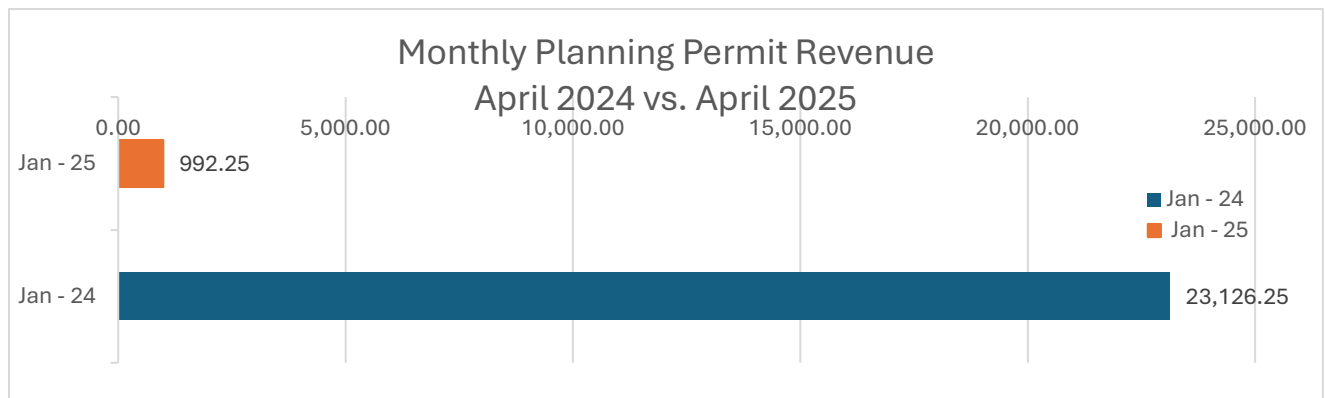 Monthly Planning Permit Revenue
April 2024 vs. April 2025
0.00 5,000.00 10,000.00 15,000.00 20,000.00 25,000.00
Jan - 25 992.25
Jan - 24
Jan - 25
Jan - 24 23,126.25